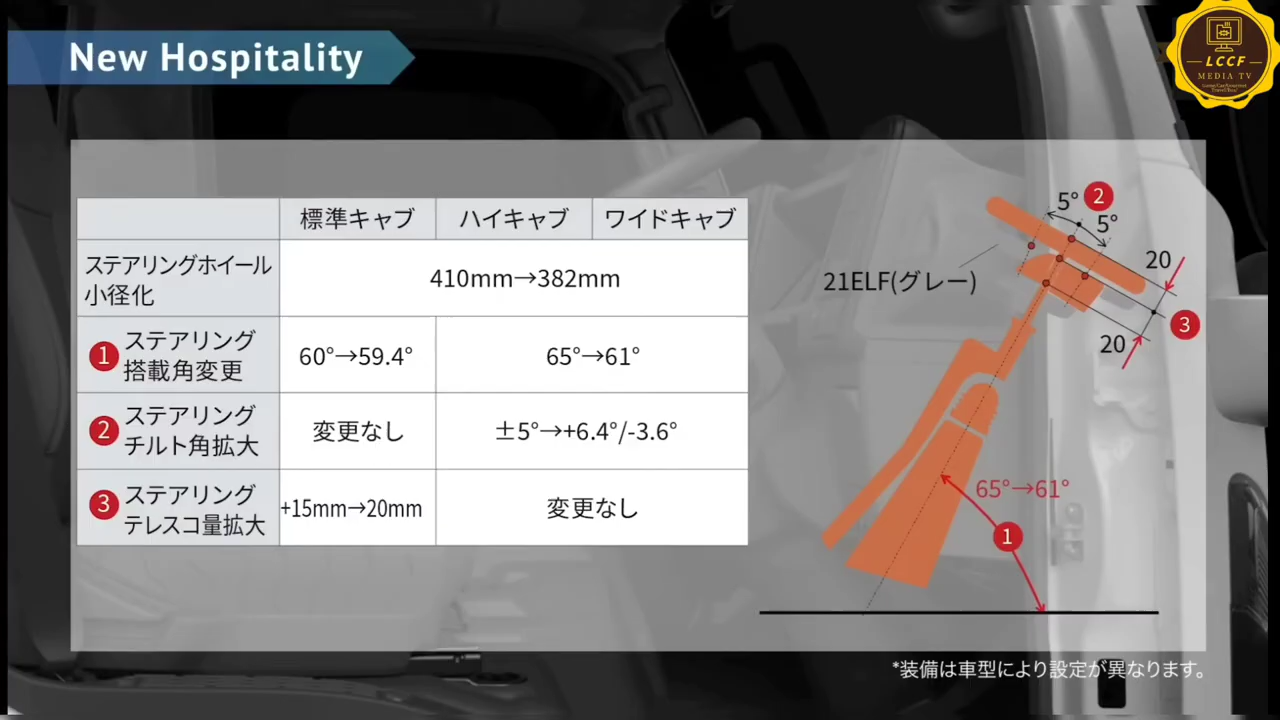 New Hospitality
LCCF
MEDIA TV
標準キャブ
ハイキャブ
ワイドキャブ
ステアリングホイール
小径化
410mm→382mm
1
ステアリング
搭載角変更
60°→59.4°
65°→61°
2
ステアリング
チルト角拡大
変更なし
±5°→+6.4°/-3.6°
3
ステアリング
テレスコ量拡大
+15mm→20mm
変更なし
5°
2
5°
20
21ELF(グレー)
3
20
65°→61°
1
*装備は車型により設定が異なります。